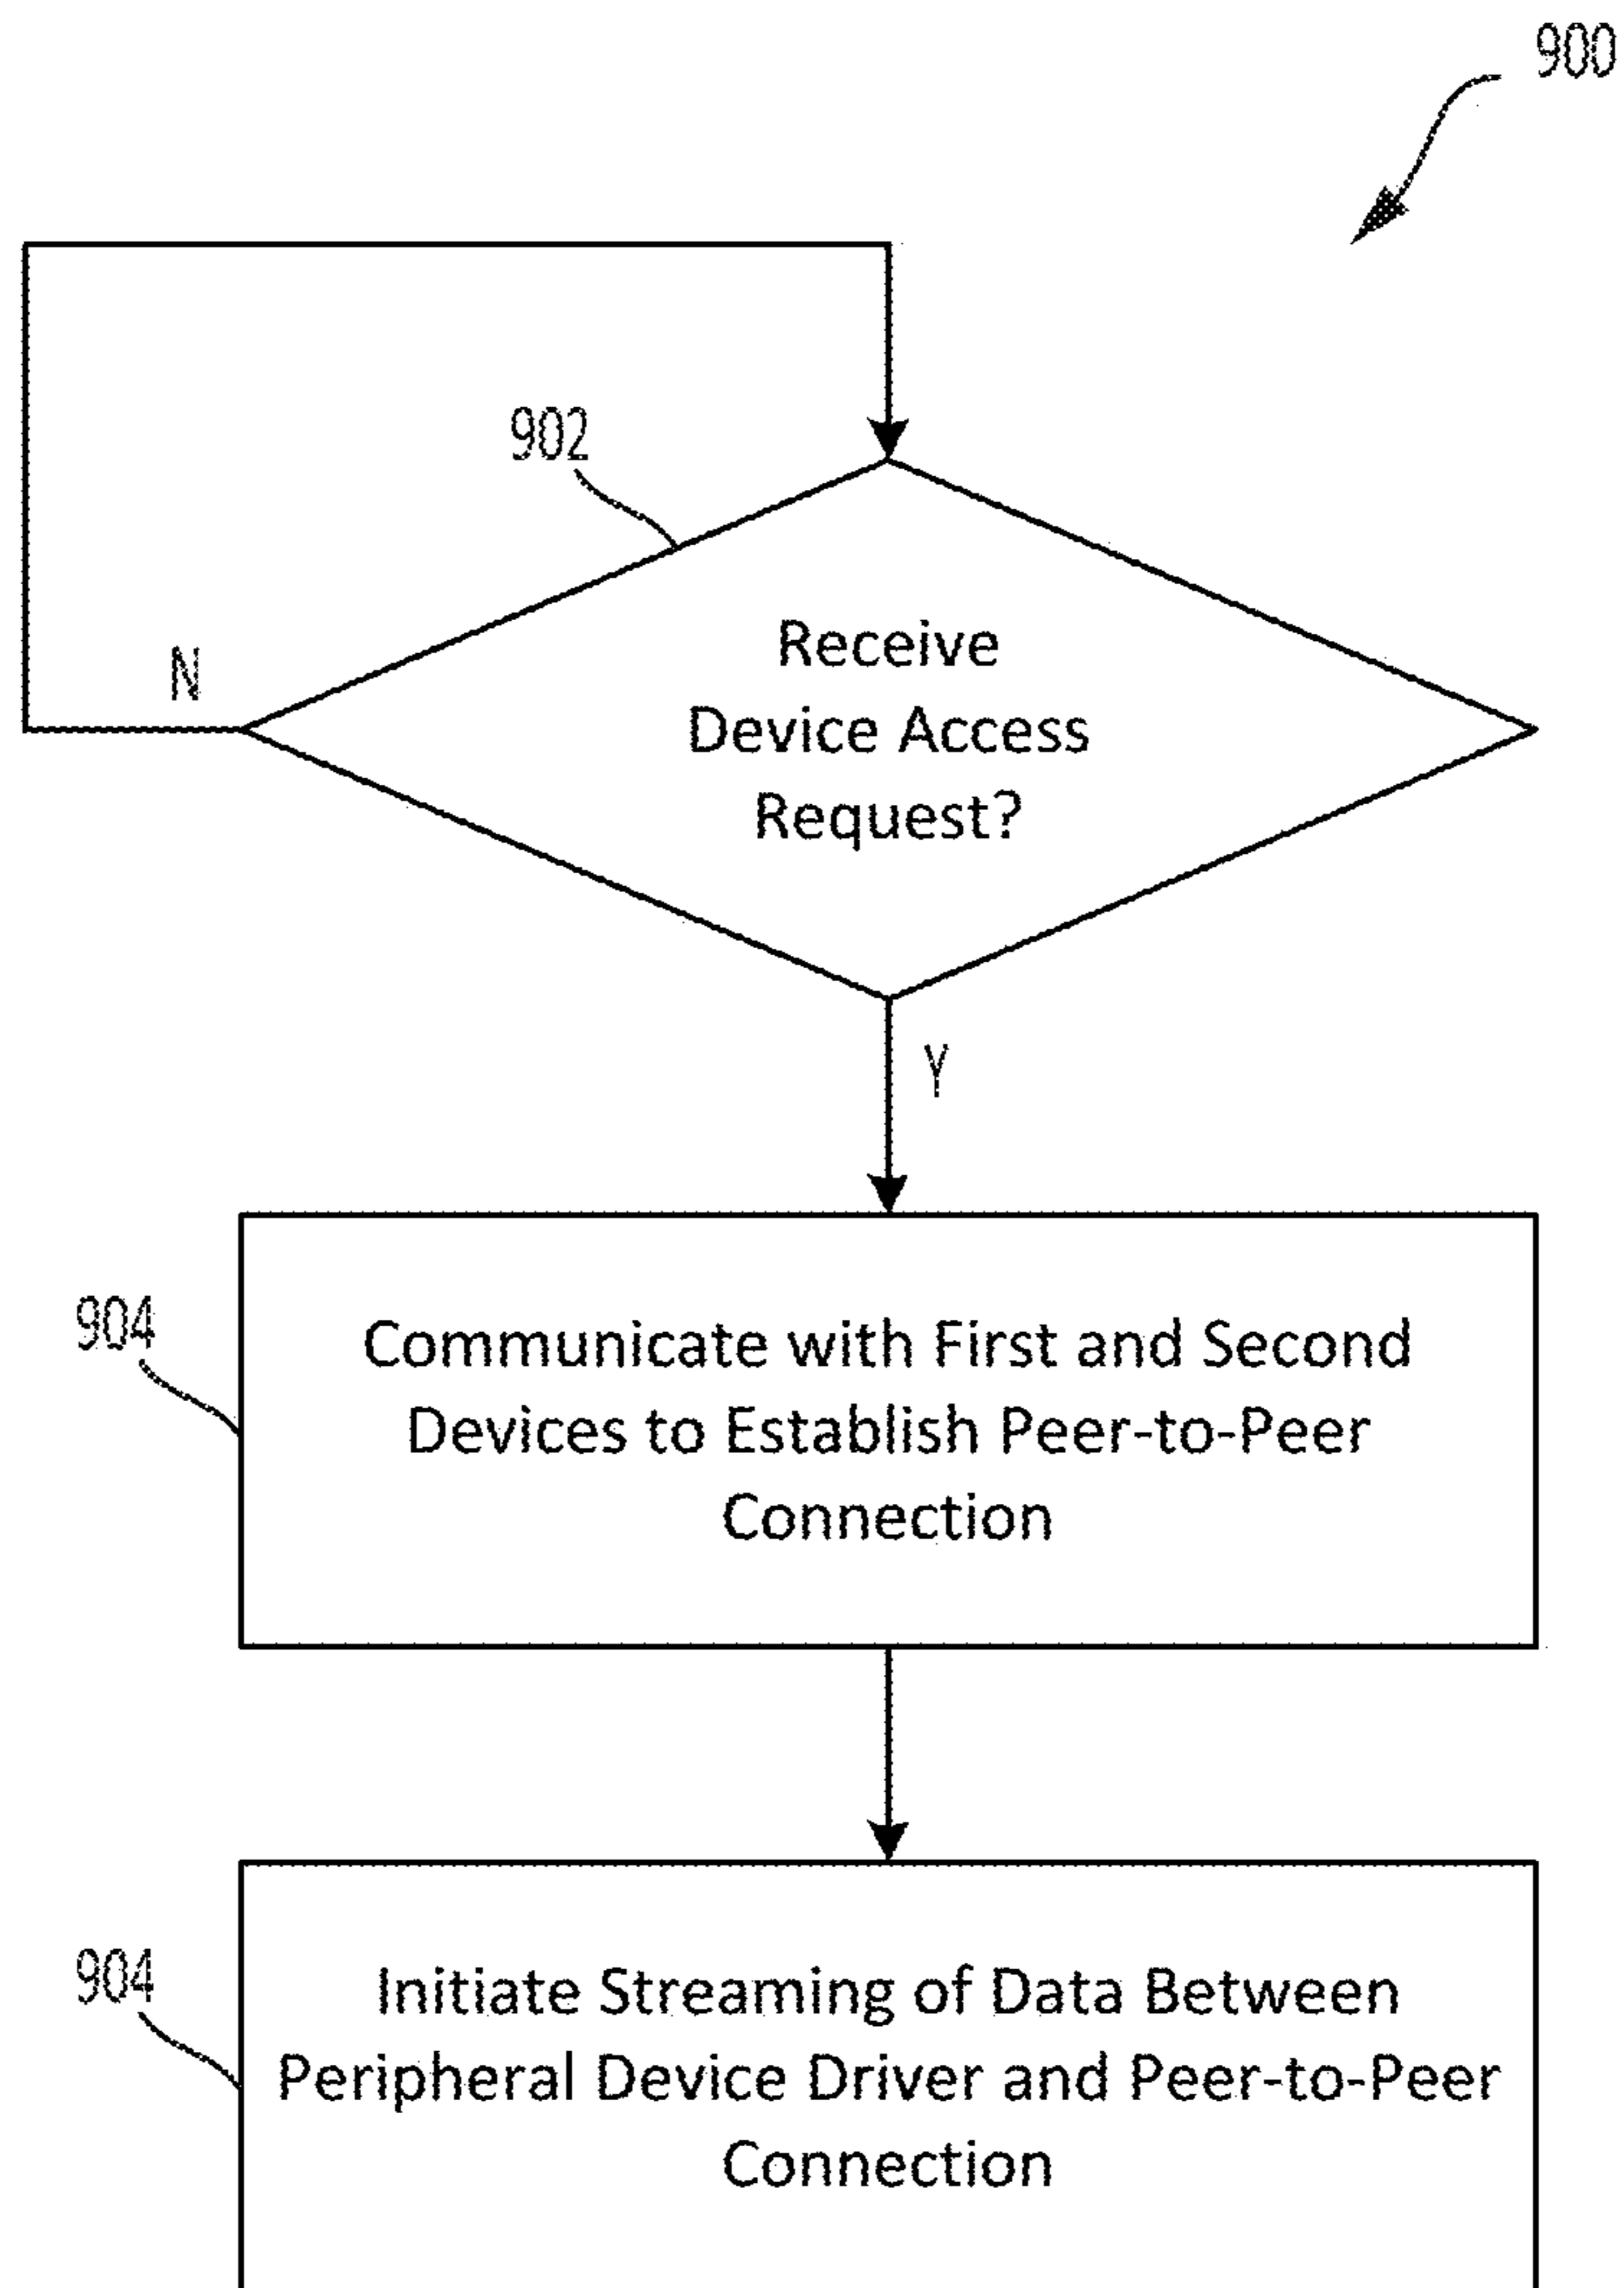 900
902
Receive
Device Access
Request?
N
Y
904
Communicate with First and Second
Devices to Establish Peer-to-Peer
Connection
904
Initiate Streaming of Data Between
Peripheral Device Driver and Peer-to-Peer
Connection